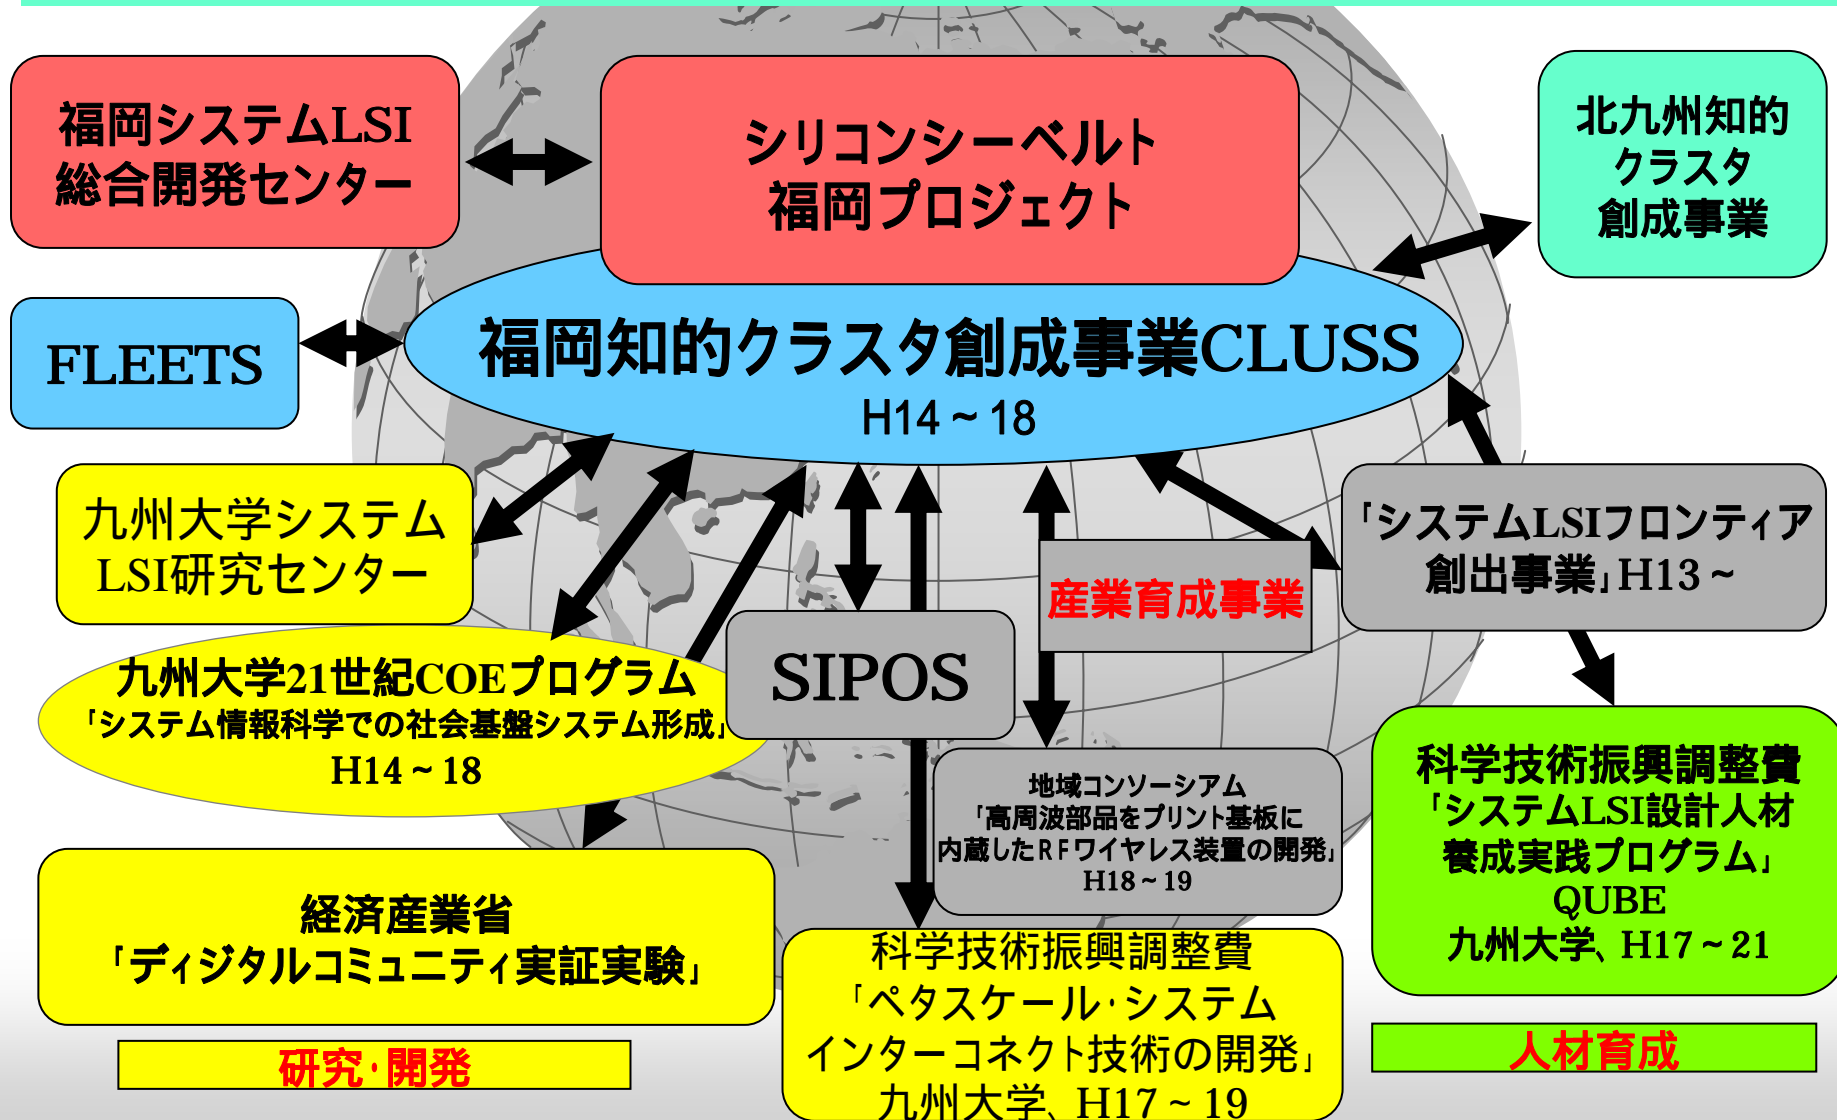 福岡システムLSI
総合開発センター
シリコンシーベルト
福岡プロジェクト
北九州知的
クラスタ
創成事業
FLEETS
福岡知的クラスタ創成事業CLUSS
H14～18
九州大学システム
LSI研究センター
「システムLSIフロンティア
創出事業」H13～
産業育成事業
SIPOS
九州大学21世紀COEプログラム
「システム情報科学での社会基盤システム形成」
H14～18
地域コンソーシアム
「高周波部品をプリント基板に
内蔵したRFワイヤレス装置の開発」
H18～19
科学技術振興調整費
「システムLSI設計人材
養成実践プログラム」
QUBE
九州大学、H17～21
経済産業省
「ディジタルコミュニティ実証実験」
科学技術振興調整費
「ペタスケール・システム
インターコネクト技術の開発」
九州大学、H17～19
研究・開発
人材育成